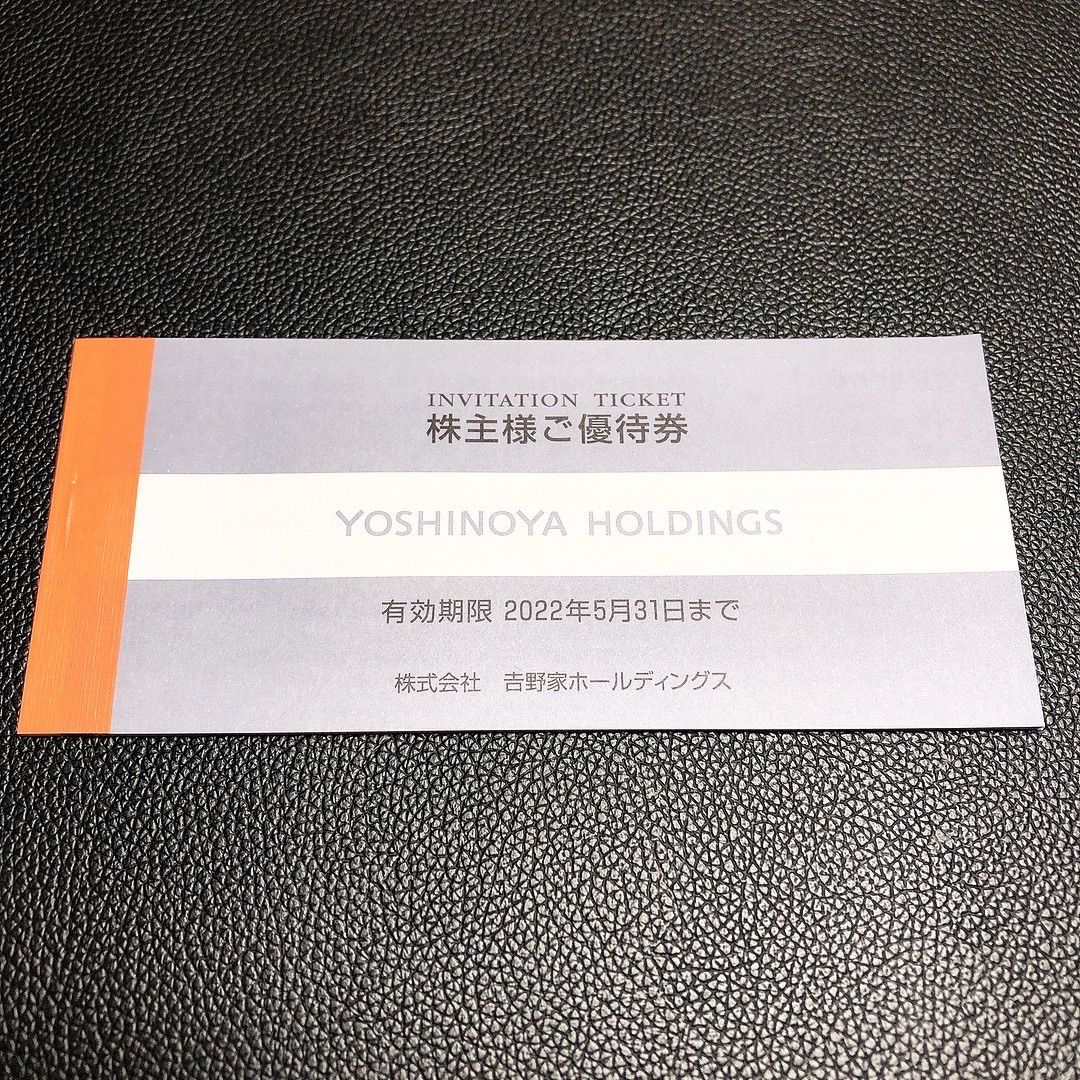 INVITATION TICKET
株主様ご優待券
YOSHINOYA HOLDINGS
有効期限 2022年5月31日まで
株式会社　𠮷野家ホールディングス